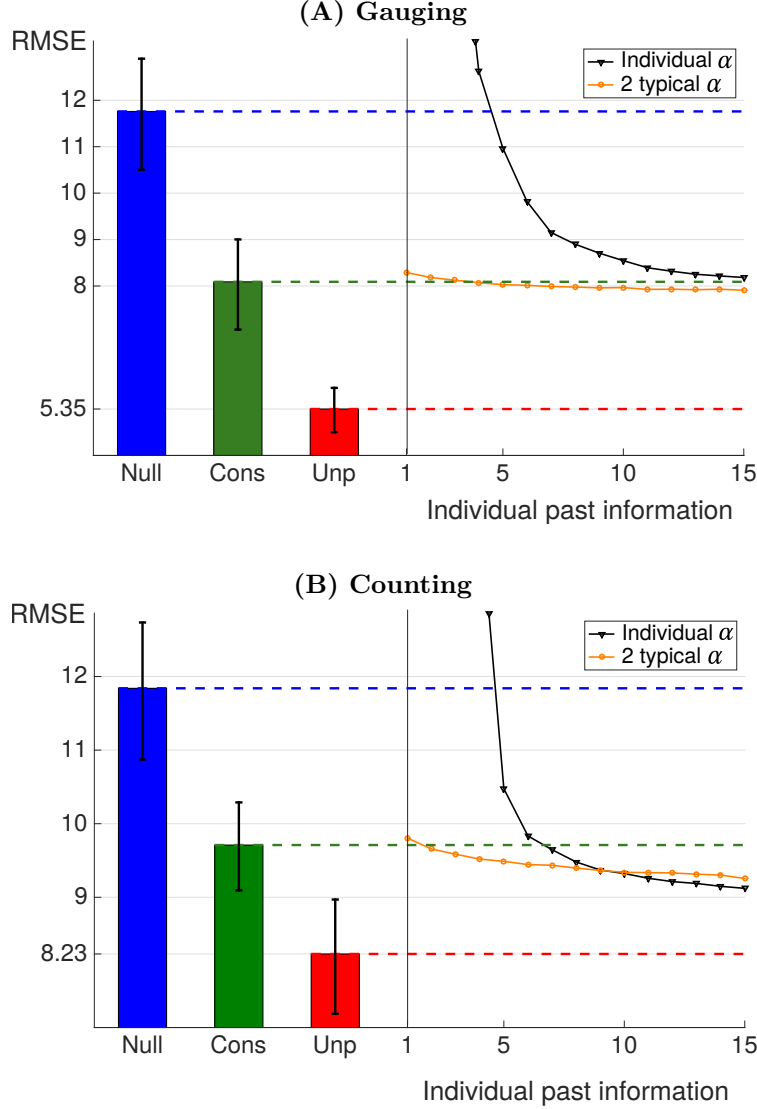 (A) Gauging
RMSE
Individual α
2 typical α
12
11
10
9
8
5.35
Null Cons Unp 1 5 10 15
Individual past information
(B) Counting
RMSE
Individual α
2 typical α
12
11
10
9
8.23
Null Cons Unp 1 5 10 15
Individual past information